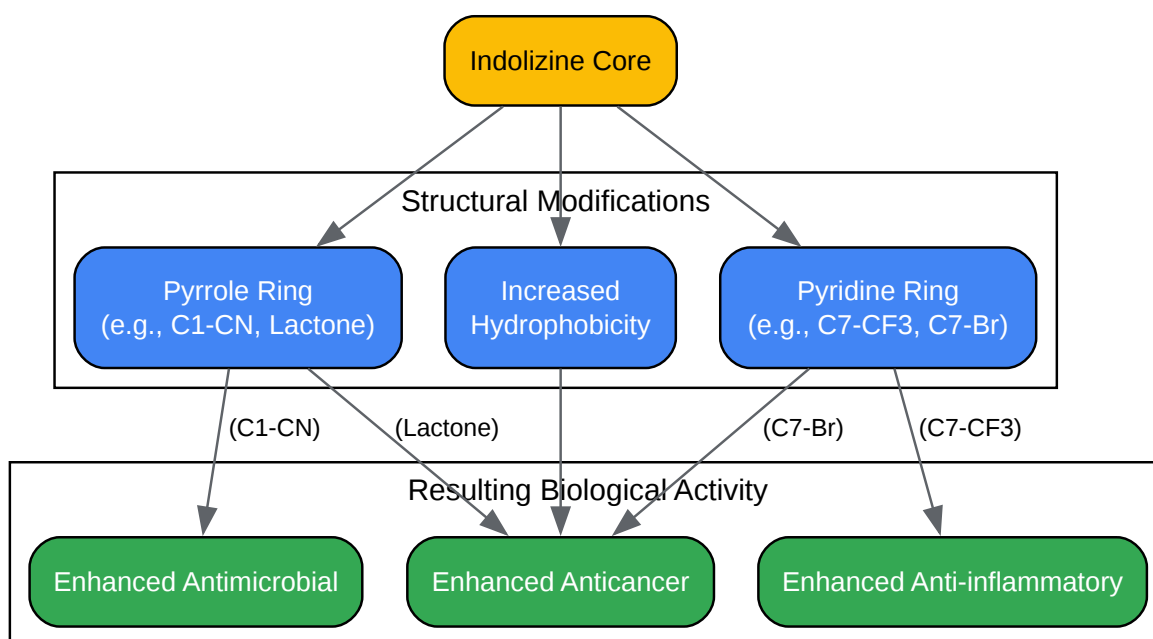 Indolizine Core
Structural Modifications
Pyrrole Ring
(e.g., C1-CN, Lactone)
Increased
Hydrophobicity
Pyridine Ring
(e.g., C7-CF3, C7-Br)
(C1-CN)
(Lactone)
(C7-Br)
(C7-CF3)
Resulting Biological Activity
Enhanced Antimicrobial
Enhanced Anticancer
Enhanced Anti-inflammatory